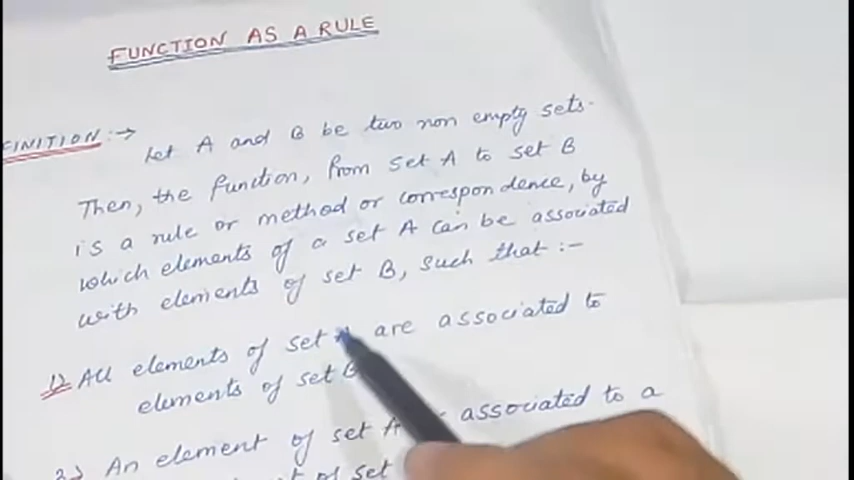 FUNCTION AS A RULE
FINITION :→
Let A and B be two non empty sets.
Then, the function, from set A to set B
is a rule or method or correspondence, by
which elements of a set A can be associated
with elements of set B, such that :-
1) All elements of set A are associated to
elements of set B
2) An element of set A associated to a
of set